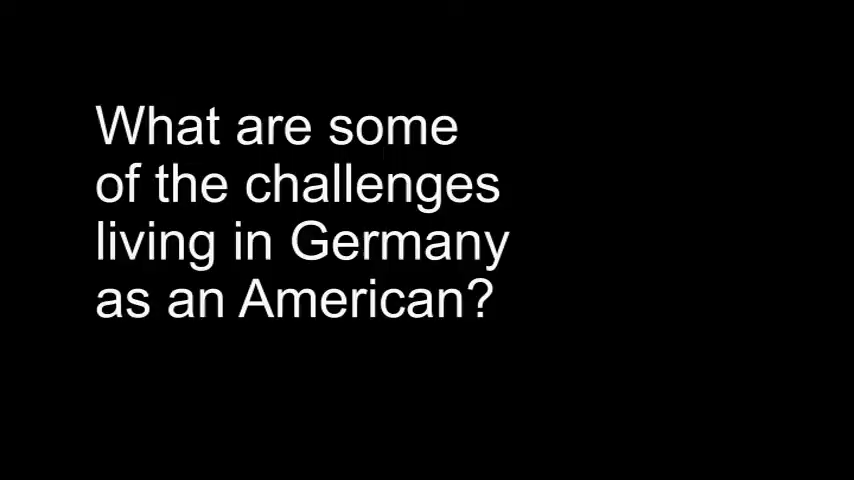 What are some
of the challenges
living in Germany
as an American?